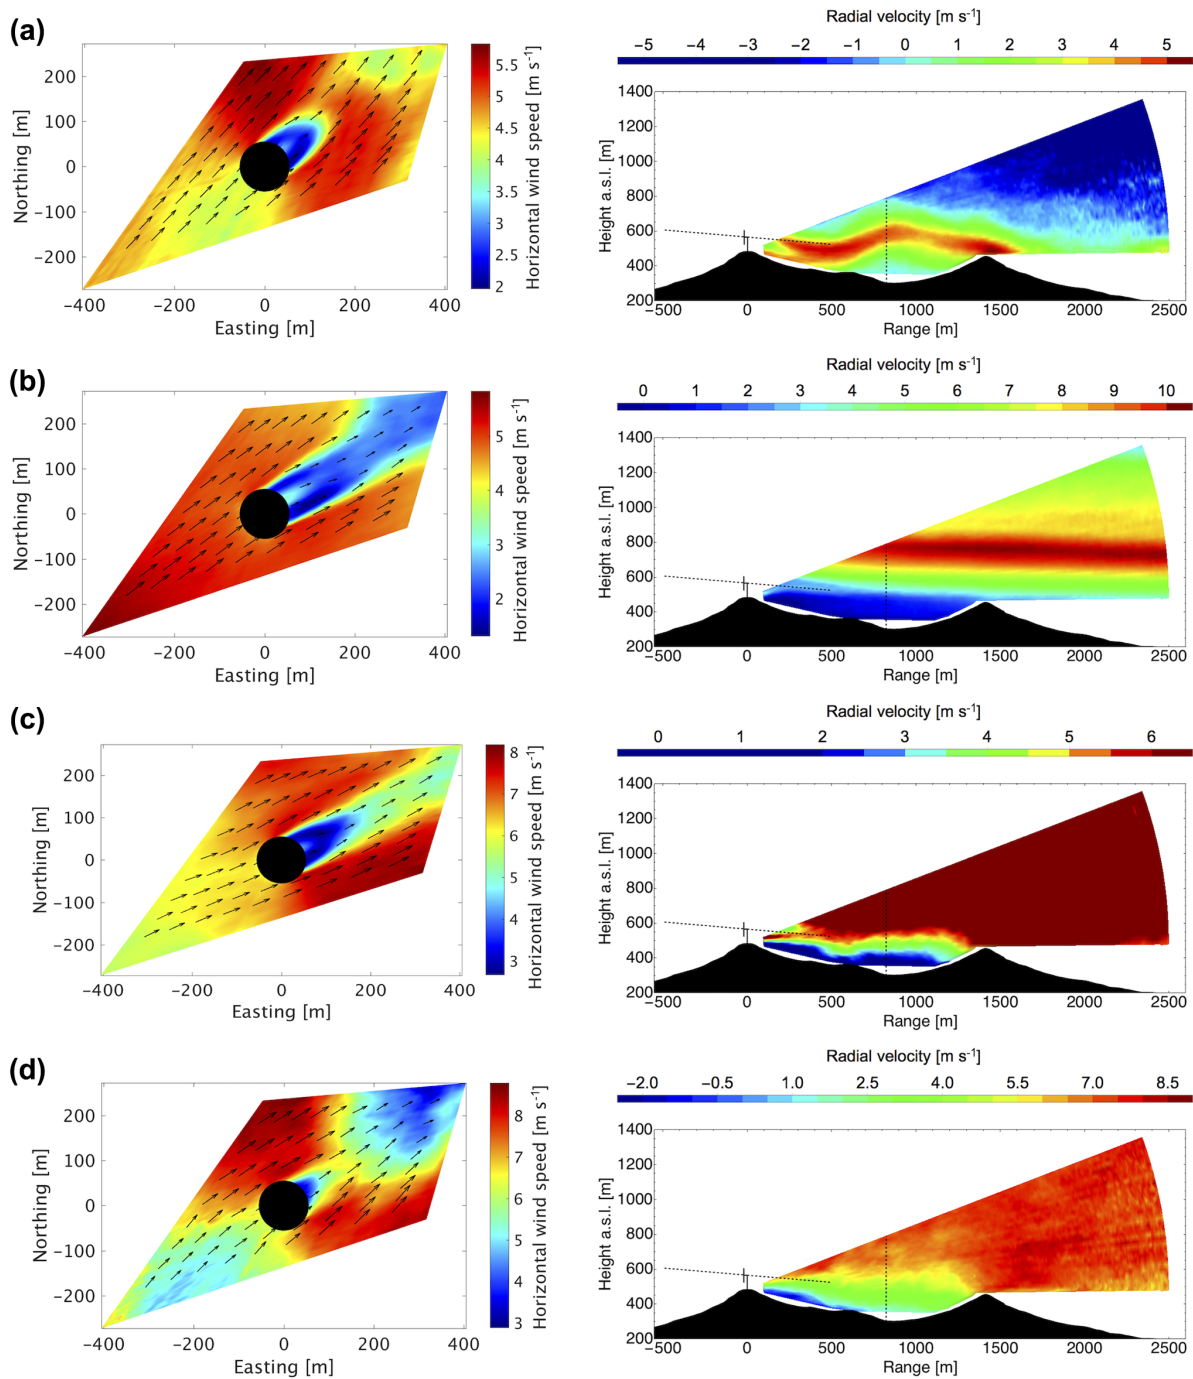 (a)
Northing [m]
200
100
0
−100
−200
−400 −200 0 200 400
Easting [m]
5.5
5
4.5
4
3.5
3
2.5
2
Horizontal wind speed [m s⁻¹]
Radial velocity [m s⁻¹]
−5 −4 −3 −2 −1 0 1 2 3 4 5
Height a.s.l. [m]
1400
1200
1000
800
600
400
200
−500 0 500 1000 1500 2000 2500
Range [m]
(b)
Northing [m]
200
100
0
−100
−200
−400 −200 0 200 400
Easting [m]
5
4
3
2
Horizontal wind speed [m s⁻¹]
Radial velocity [m s⁻¹]
0 1 2 3 4 5 6 7 8 9 10
Height a.s.l. [m]
1400
1200
1000
800
600
400
200
−500 0 500 1000 1500 2000 2500
Range [m]
(c)
Northing [m]
200
100
0
−100
−200
−400 −200 0 200 400
Easting [m]
8
7
6
5
4
3
Horizontal wind speed [m s⁻¹]
Radial velocity [m s⁻¹]
0 1 2 3 4 5 6
Height a.s.l. [m]
1400
1200
1000
800
600
400
200
−500 0 500 1000 1500 2000 2500
Range [m]
(d)
Northing [m]
200
100
0
−100
−200
−400 −200 0 200 400
Easting [m]
8
7
6
5
4
3
Horizontal wind speed [m s⁻¹]
Radial velocity [m s⁻¹]
−2.0 −0.5 1.0 2.5 4.0 5.5 7.0 8.5
Height a.s.l. [m]
1400
1200
1000
800
600
400
200
−500 0 500 1000 1500 2000 2500
Range [m]